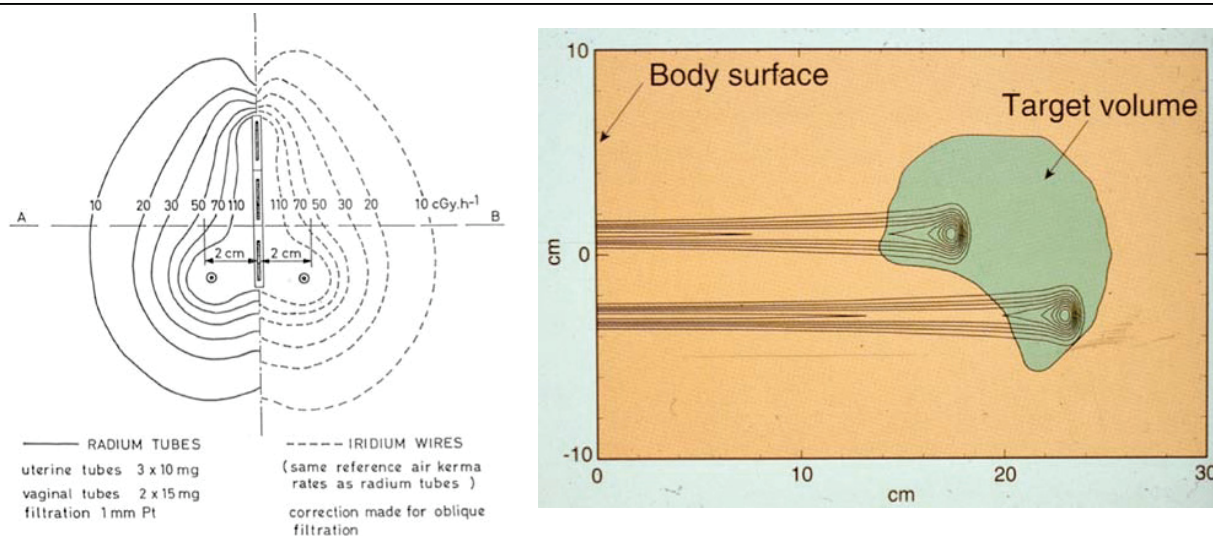 10 20 30 50 70 110 110 70 50 30 20 10 cGy.h-1
A B
2 cm 2 cm
RADIUM TUBES
uterine tubes 3 x 10 mg
vaginal tubes 2 x 15 mg
filtration 1 mm Pt
IRIDIUM WIRES
(same reference air kerma
rates as radium tubes)
correction made for oblique
filtration
10
Body surface
Target volume
cm
0
-10
0 10 20 30
cm